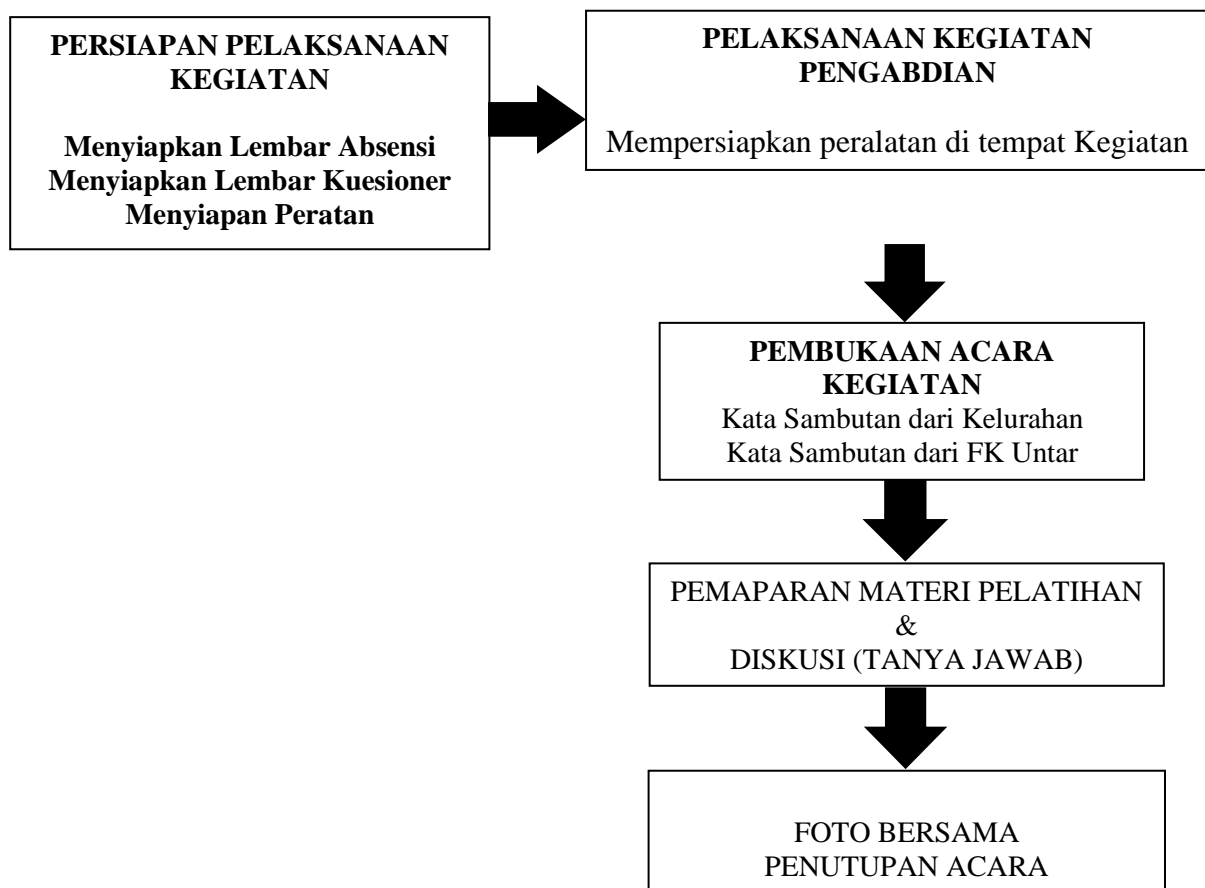 PERSIAPAN PELAKSANAAN
KEGIATAN
Menyiapkan Lembar Absensi
Menyiapkan Lembar Kuesioner
Menyiapan Peratan
PELAKSANAAN KEGIATAN
PENGABDIAN
Mempersiapkan peralatan di tempat Kegiatan
PEMBUKAAN ACARA
KEGIATAN
Kata Sambutan dari Kelurahan
Kata Sambutan dari FK Untar
PEMAPARAN MATERI PELATIHAN
&
DISKUSI (TANYA JAWAB)
FOTO BERSAMA
PENUTUPAN ACARA